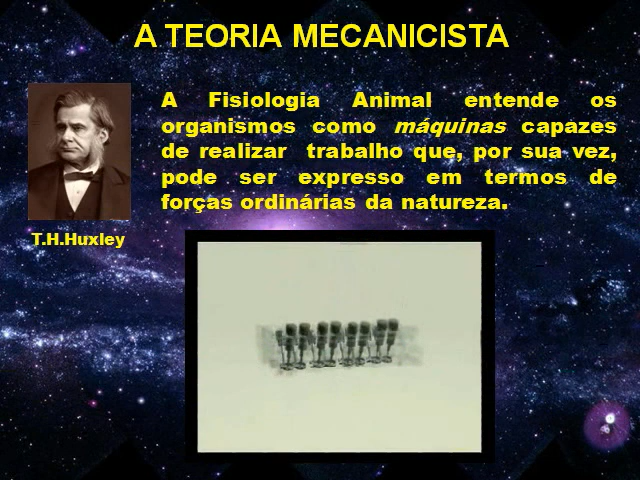 A TEORIA MECANICISTA
A Fisiologia Animal entende os
organismos como máquinas capazes
de realizar trabalho que, por sua vez,
pode ser expresso em termos de
forças ordinárias da natureza.
T.H.Huxley